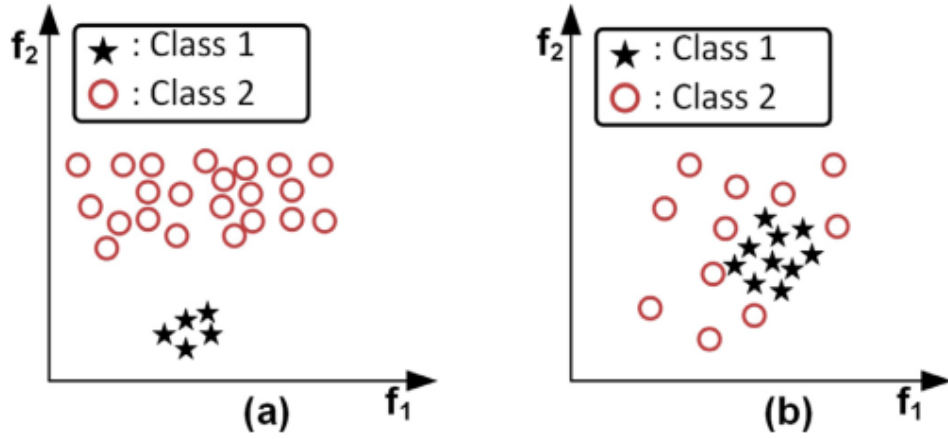 f2
★ : Class 1
○ : Class 2
f1
(a)
f2
★ : Class 1
○ : Class 2
f1
(b)